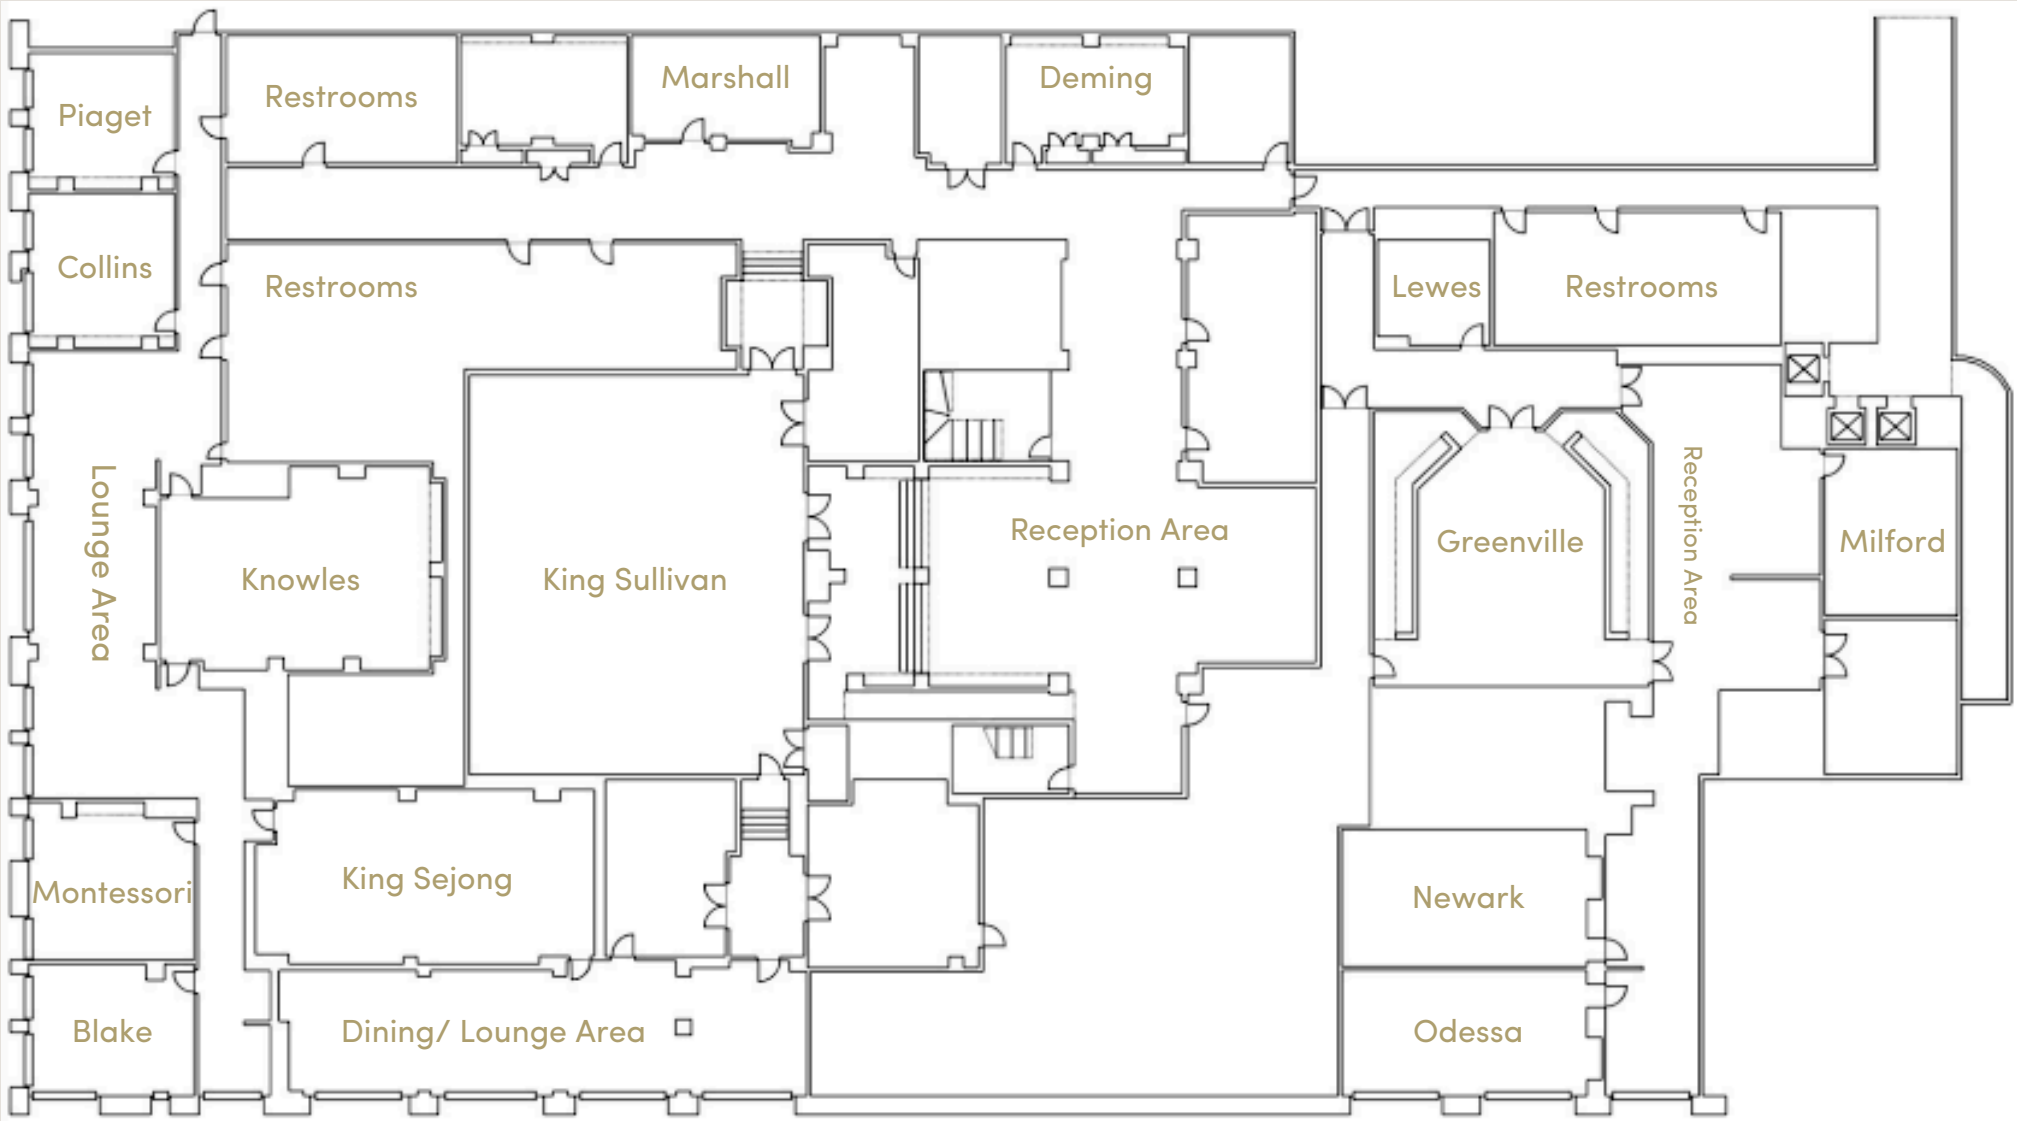 Marshall
Deming
Restrooms
Piaget
Collins
Restrooms
Lewes
Restrooms
Lounge Area
Knowles
King Sullivan
Reception Area
Greenville
Reception Area
Milford
Montessori
King Sejong
Newark
Blake
Dining/ Lounge Area
Odessa